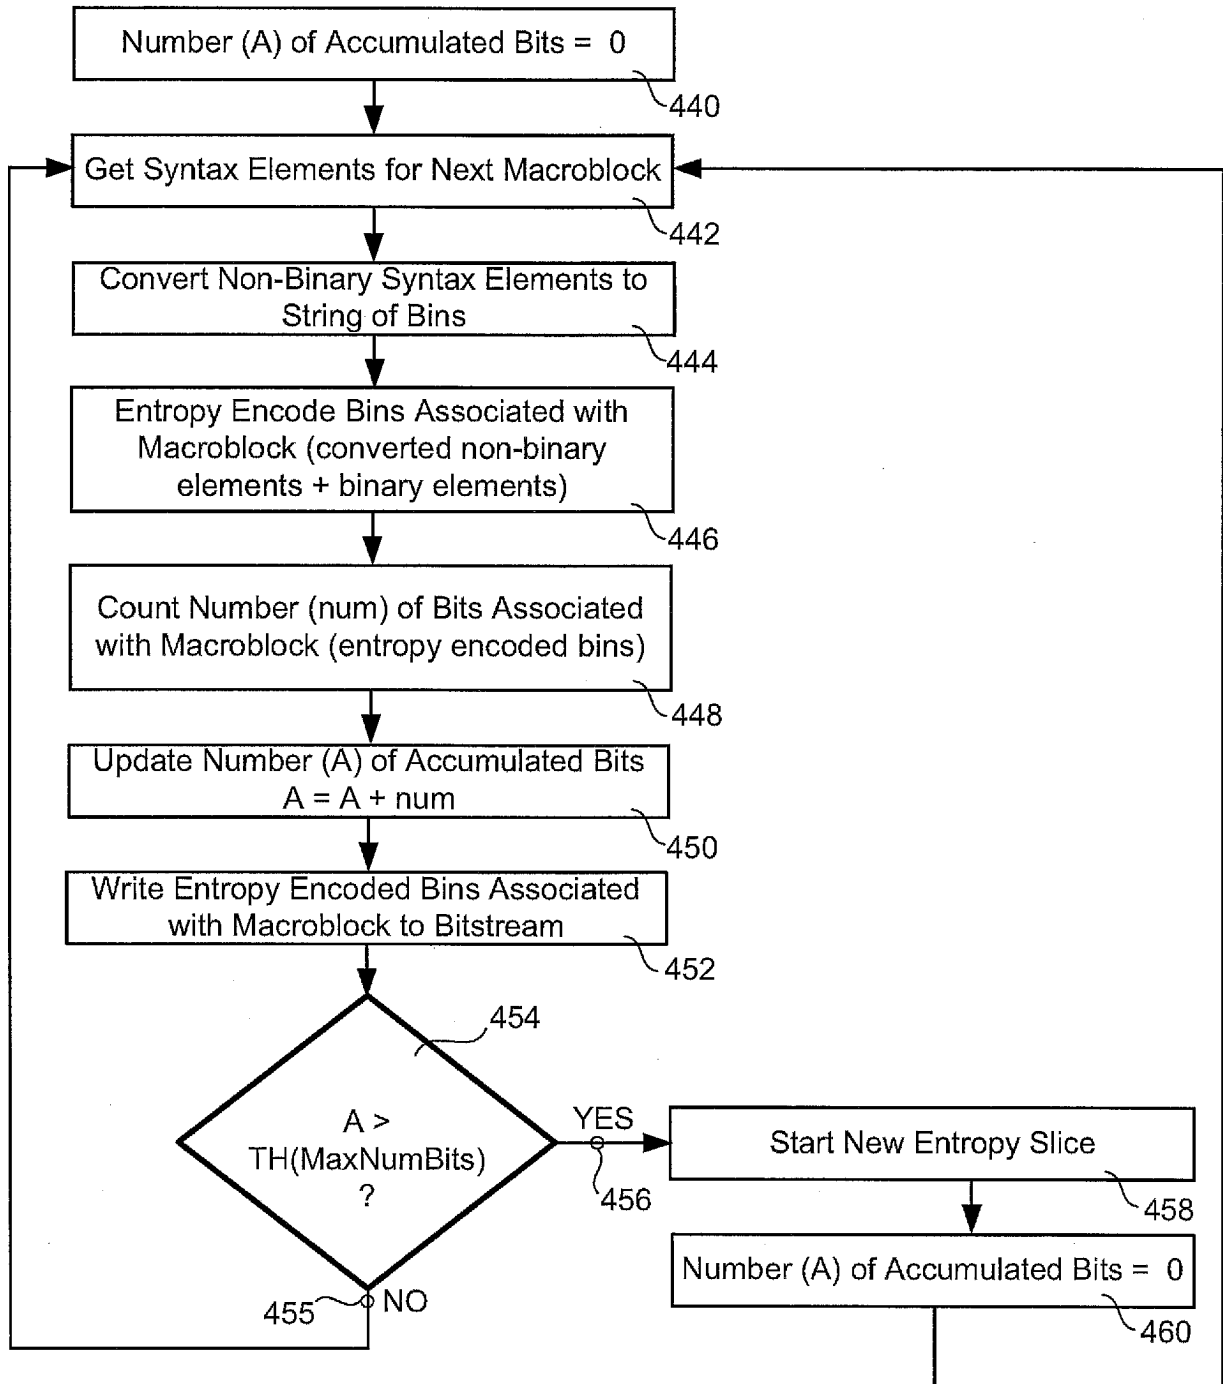 Number (A) of Accumulated Bits = 0
440
Get Syntax Elements for Next Macroblock
442
Convert Non-Binary Syntax Elements to
String of Bins
444
Entropy Encode Bins Associated with
Macroblock (converted non-binary
elements + binary elements)
446
Count Number (num) of Bits Associated
with Macroblock (entropy encoded bins)
448
Update Number (A) of Accumulated Bits
A = A + num
450
Write Entropy Encoded Bins Associated
with Macroblock to Bitstream
452
454
A >
TH(MaxNumBits)
?
YES
456
Start New Entropy Slice
458
Number (A) of Accumulated Bits = 0
460
455
NO